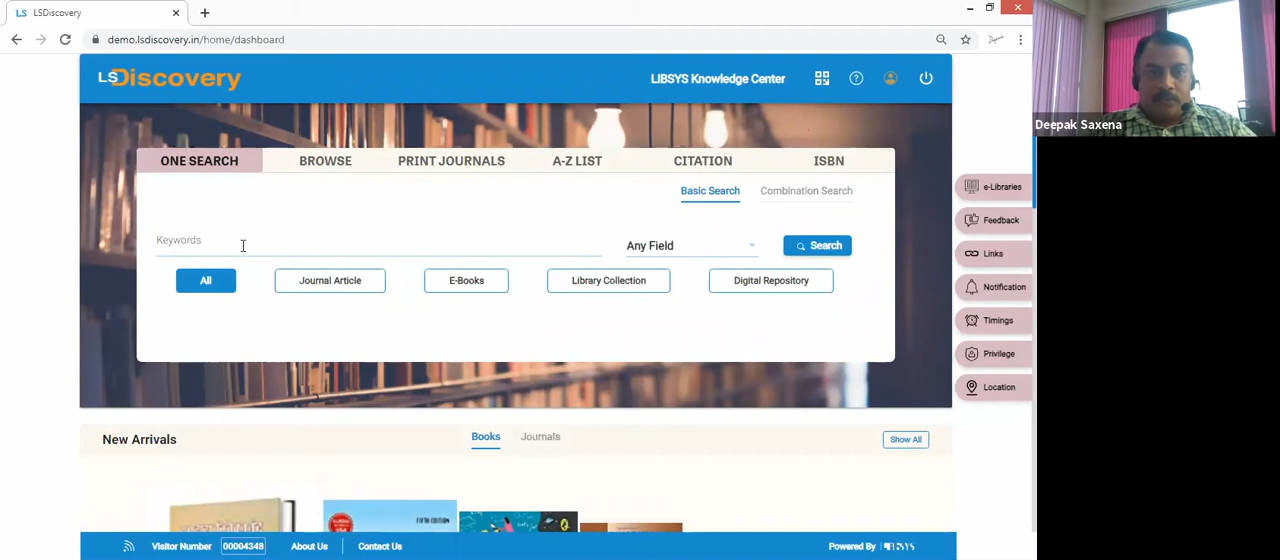 LS LSDiscovery
demo.lsdiscovery.in/home/dashboard
LSDiscovery
LIBSYS Knowledge Center
Deepak Saxena
ONE SEARCH BROWSE PRINT JOURNALS A-Z LIST CITATION ISBN
Basic Search Combination Search
Keywords Any Field Search
All Journal Article E-Books Library Collection Digital Repository
e-Libraries
Feedback
Links
Notification
Timings
Privilege
Location
New Arrivals Books Journals Show All
FIFTH EDITION
Visitor Number 00004348 About Us Contact Us Powered By